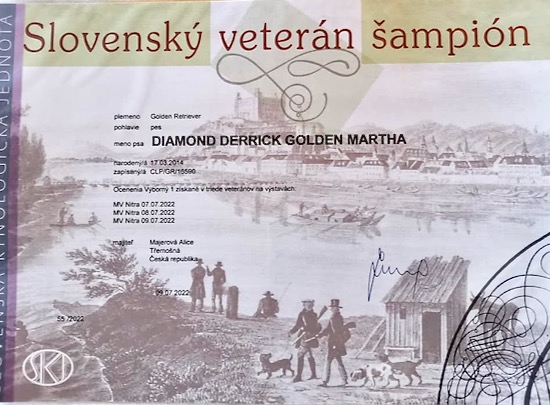 Slovenský veterán šampión
SLOVENSKÁ KYNOLOGICKÁ JEDNOTA
plemeno Golden Retriever
pohlavie pes
meno psa DIAMOND DERRICK GOLDEN MARTHA
narodený/á 17.03.2014
zapísaný/á CLP/GR/16590
Ocenenia Výborný 1 získané v triede veteránov na výstavách:
MV Nitra 07.07.2022
MV Nitra 08.07.2022
MV Nitra 09.07.2022
majiteľ Majerová Alice
Třemošná
Česká republika
09.07.2022
55 /2022
SKJ